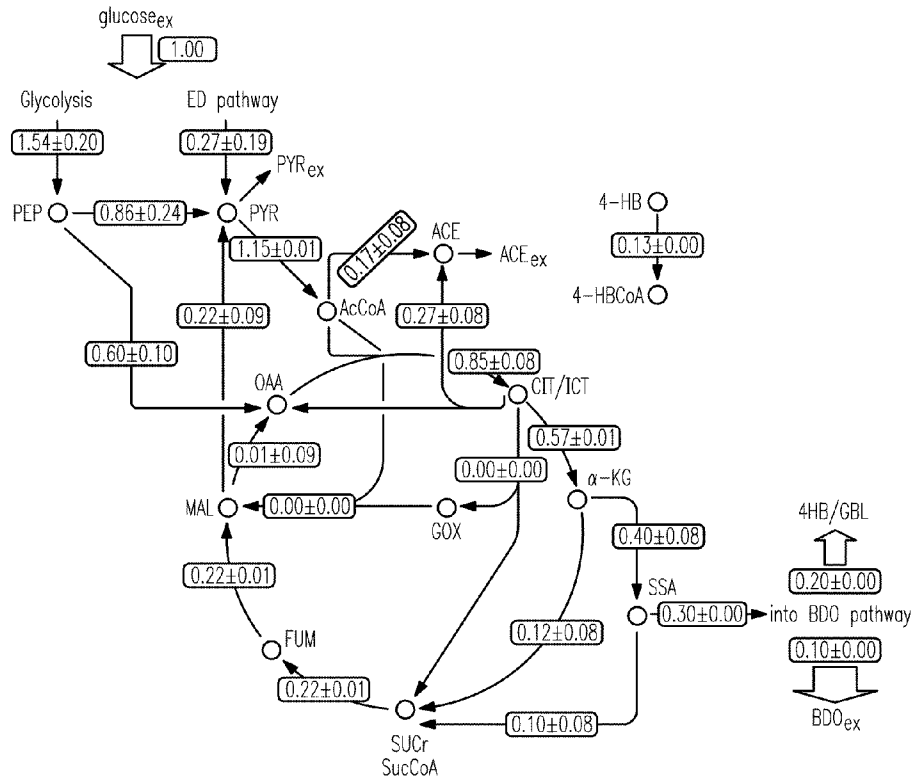 glucose_ex
1.00
Glycolysis
ED pathway
1.54±0.20
0.27±0.19
PYR_ex
PEP
0.86±0.24
PYR
4-HB
0.17±0.08
ACE
ACE_ex
1.15±0.01
0.13±0.00
4-HBCoA
AcCoA
0.22±0.09
0.27±0.08
0.60±0.10
0.85±0.08
OAA
CIT/ICT
0.57±0.01
0.01±0.09
0.00±0.00
α-KG
MAL
0.00±0.00
GOX
4HB/GBL
0.40±0.08
0.22±0.01
SSA
0.20±0.00
0.30±0.00
into BDO pathway
0.12±0.08
FUM
0.10±0.00
0.22±0.01
0.10±0.08
BDO_ex
SUCr
SucCoA